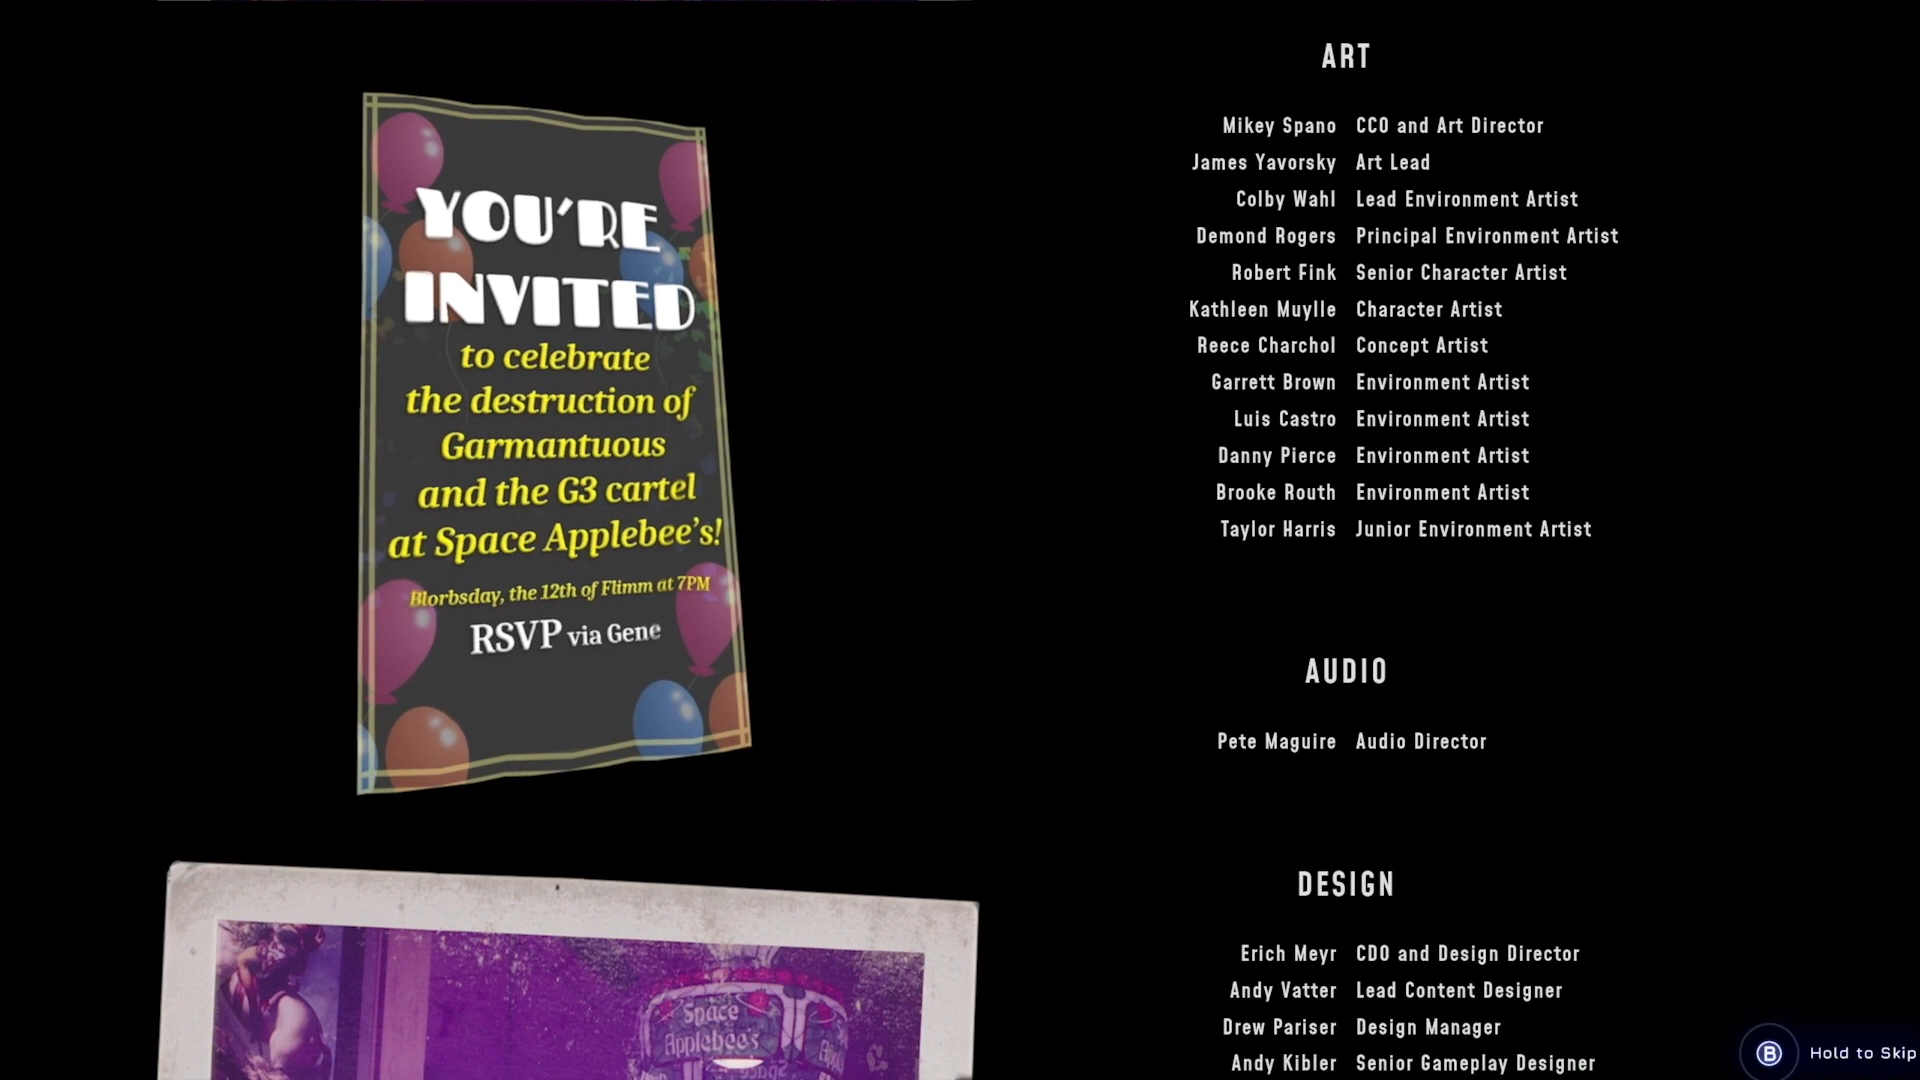 YOU'RE
INVITED
to celebrate
the destruction of
Garmantuous
and the G3 cartel
at Space Applebee's!
Blorbsday, the 12th of Flimm at 7PM
RSVP via Gene
Space
Applebee's
ART
Mikey Spano CCO and Art Director
James Yavorsky Art Lead
Colby Wahl Lead Environment Artist
Demond Rogers Principal Environment Artist
Robert Fink Senior Character Artist
Kathleen Muylle Character Artist
Reece Charchol Concept Artist
Garrett Brown Environment Artist
Luis Castro Environment Artist
Danny Pierce Environment Artist
Brooke Routh Environment Artist
Taylor Harris Junior Environment Artist
AUDIO
Pete Maguire Audio Director
DESIGN
Erich Meyr CDO and Design Director
Andy Vatter Lead Content Designer
Drew Pariser Design Manager
Andy Kibler Senior Gameplay Designer
B Hold to Skip